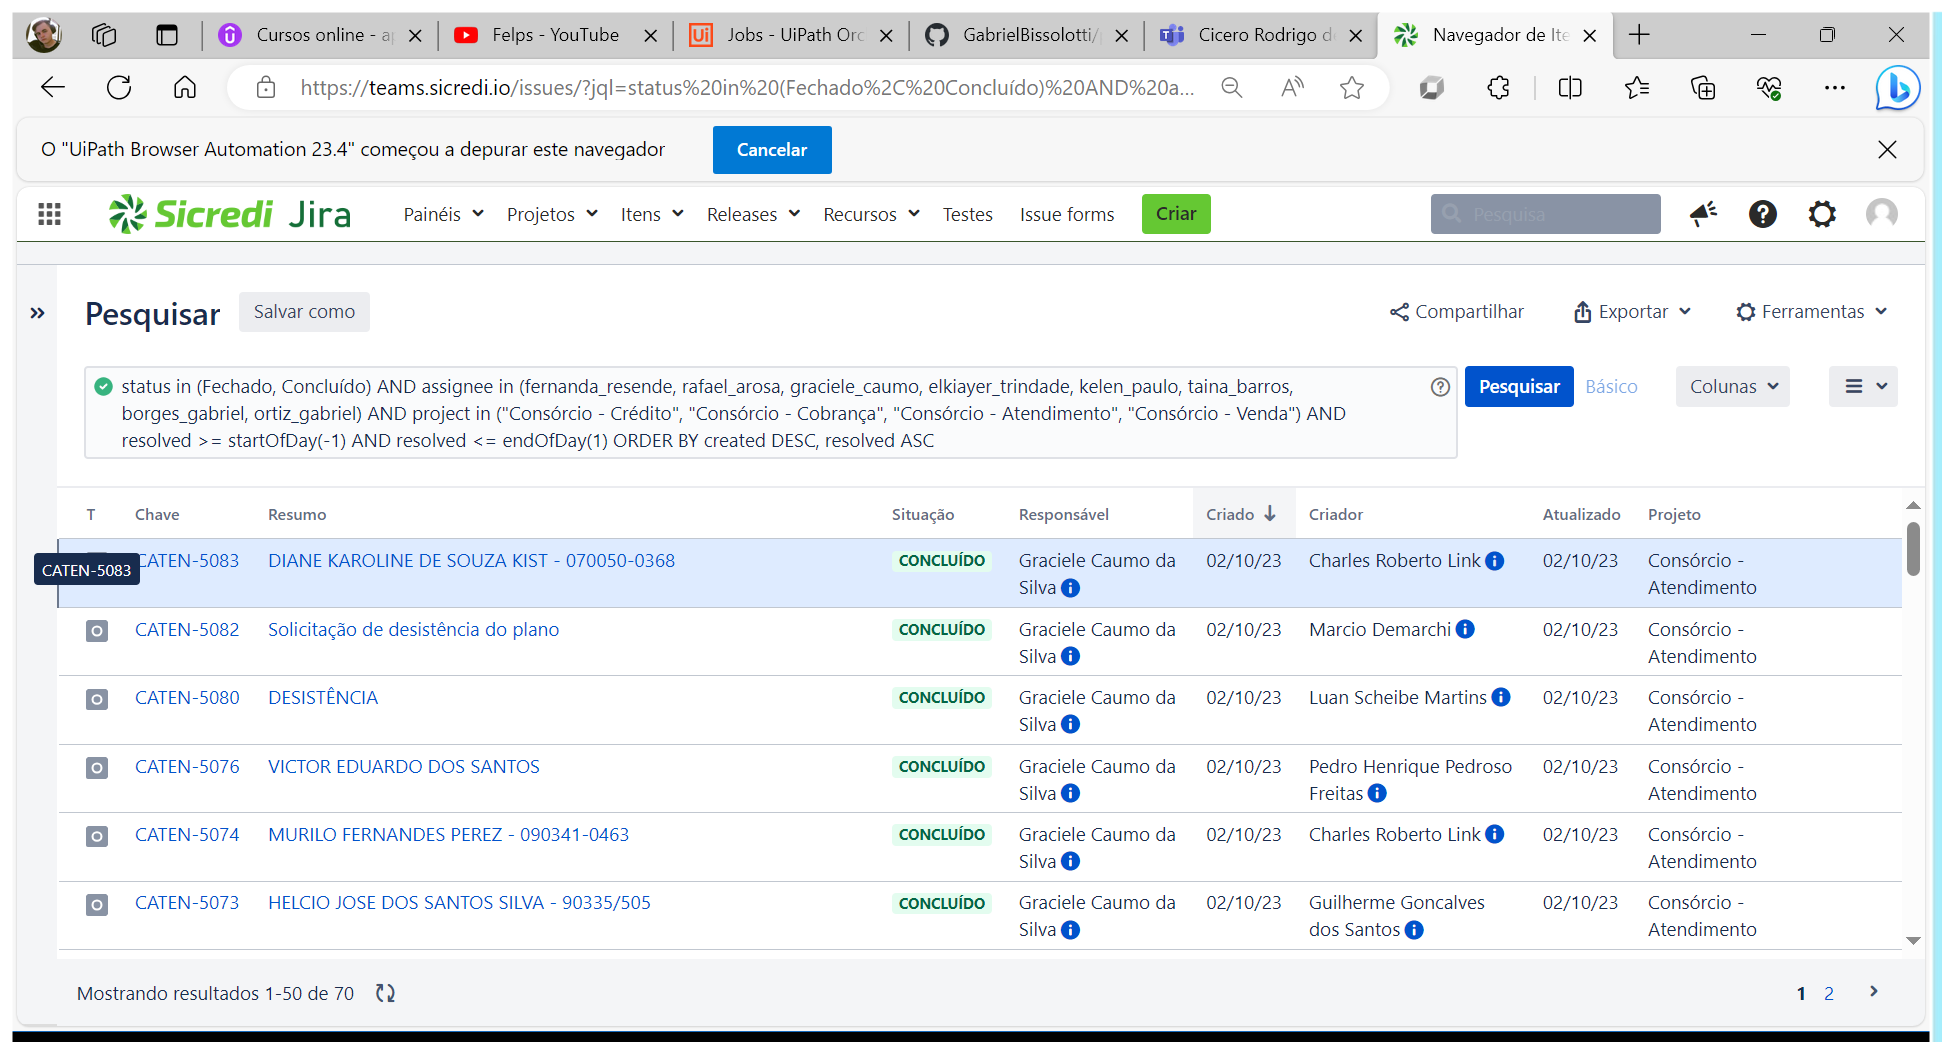 Cursos online - a
Felps - YouTube
Jobs - UiPath Orc
GabrielBissolotti/
Cicero Rodrigo d
Navegador de Ite
https://teams.sicredi.io/issues/?jql=status%20in%20(Fechado%2C%20Concluído)%20AND%20a...
O "UiPath Browser Automation 23.4" começou a depurar este navegador
Cancelar
Sicredi Jira
Painéis
Projetos
Itens
Releases
Recursos
Testes
Issue forms
Criar
Pesquisa
Pesquisar
Salvar como
Compartilhar
Exportar
Ferramentas
status in (Fechado, Concluído) AND assignee in (fernanda_resende, rafael_arosa, graciele_caumo, elkiayer_trindade, kelen_paulo, taina_barros,
borges_gabriel, ortiz_gabriel) AND project in ("Consórcio - Crédito", "Consórcio - Cobrança", "Consórcio - Atendimento", "Consórcio - Venda") AND
resolved >= startOfDay(-1) AND resolved <= endOfDay(1) ORDER BY created DESC, resolved ASC
Pesquisar
Básico
Colunas
T Chave Resumo Situação Responsável Criado Criador Atualizado Projeto
CATEN-5083
CATEN-5083 DIANE KAROLINE DE SOUZA KIST - 070050-0368 CONCLUÍDO Graciele Caumo da 02/10/23 Charles Roberto Link 02/10/23 Consórcio -
Silva Atendimento
CATEN-5082 Solicitação de desistência do plano CONCLUÍDO Graciele Caumo da 02/10/23 Marcio Demarchi 02/10/23 Consórcio -
Silva Atendimento
CATEN-5080 DESISTÊNCIA CONCLUÍDO Graciele Caumo da 02/10/23 Luan Scheibe Martins 02/10/23 Consórcio -
Silva Atendimento
CATEN-5076 VICTOR EDUARDO DOS SANTOS CONCLUÍDO Graciele Caumo da 02/10/23 Pedro Henrique Pedroso 02/10/23 Consórcio -
Silva Freitas Atendimento
CATEN-5074 MURILO FERNANDES PEREZ - 090341-0463 CONCLUÍDO Graciele Caumo da 02/10/23 Charles Roberto Link 02/10/23 Consórcio -
Silva Atendimento
CATEN-5073 HELCIO JOSE DOS SANTOS SILVA - 90335/505 CONCLUÍDO Graciele Caumo da 02/10/23 Guilherme Goncalves 02/10/23 Consórcio -
Silva dos Santos Atendimento
Mostrando resultados 1-50 de 70
1 2